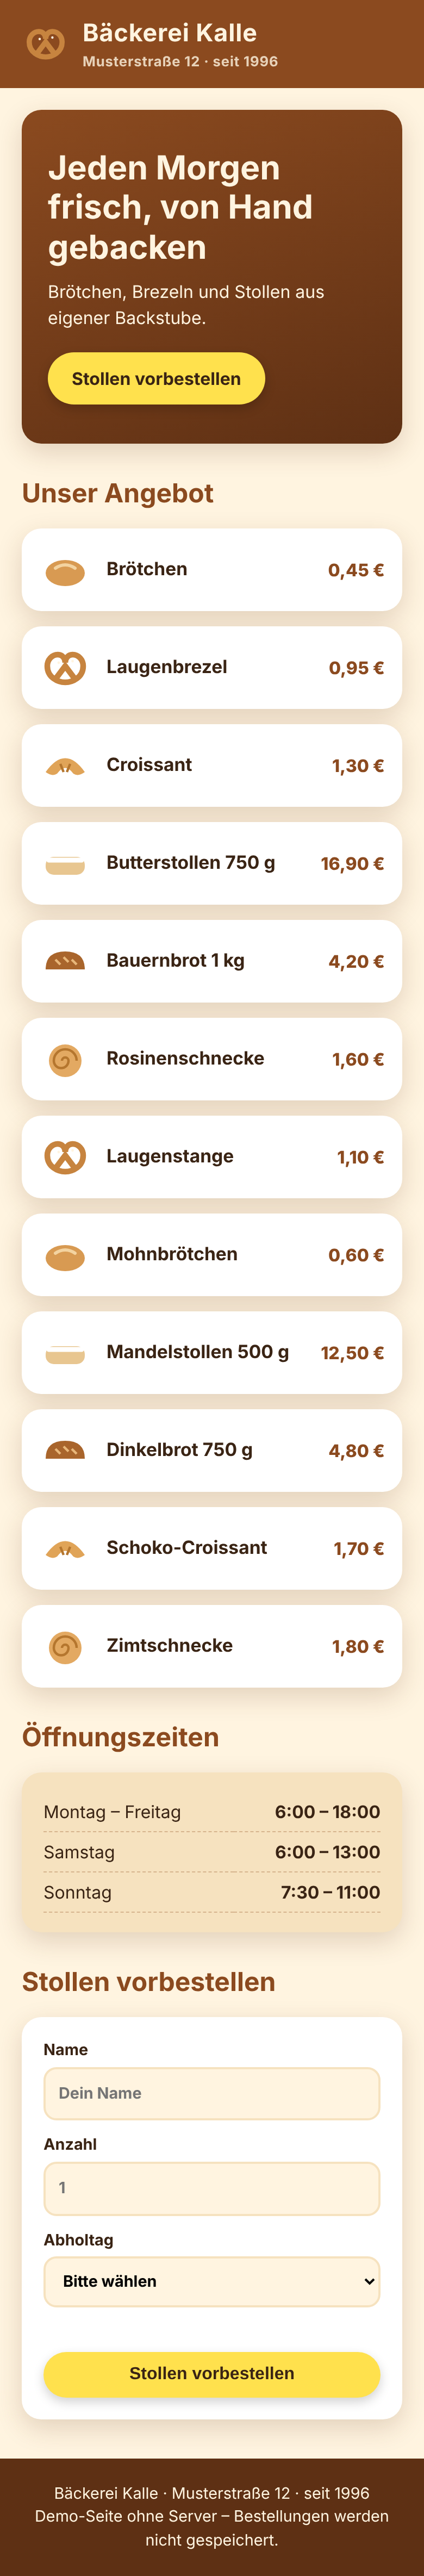 Bäckerei Kalle
Musterstraße 12 · seit 1996
Jeden Morgen
frisch, von Hand
gebacken
Brötchen, Brezeln und Stollen aus
eigener Backstube.
Stollen vorbestellen
Unser Angebot
Brötchen 0,45 €
Laugenbrezel 0,95 €
Croissant 1,30 €
Butterstollen 750 g 16,90 €
Bauernbrot 1 kg 4,20 €
Rosinenschnecke 1,60 €
Laugenstange 1,10 €
Mohnbrötchen 0,60 €
Mandelstollen 500 g 12,50 €
Dinkelbrot 750 g 4,80 €
Schoko-Croissant 1,70 €
Zimtschnecke 1,80 €
Öffnungszeiten
Montag – Freitag 6:00 – 18:00
Samstag 6:00 – 13:00
Sonntag 7:30 – 11:00
Stollen vorbestellen
Name
Dein Name
Anzahl
1
Abholtag
Bitte wählen
Stollen vorbestellen
Bäckerei Kalle · Musterstraße 12 · seit 1996
Demo-Seite ohne Server – Bestellungen werden
nicht gespeichert.